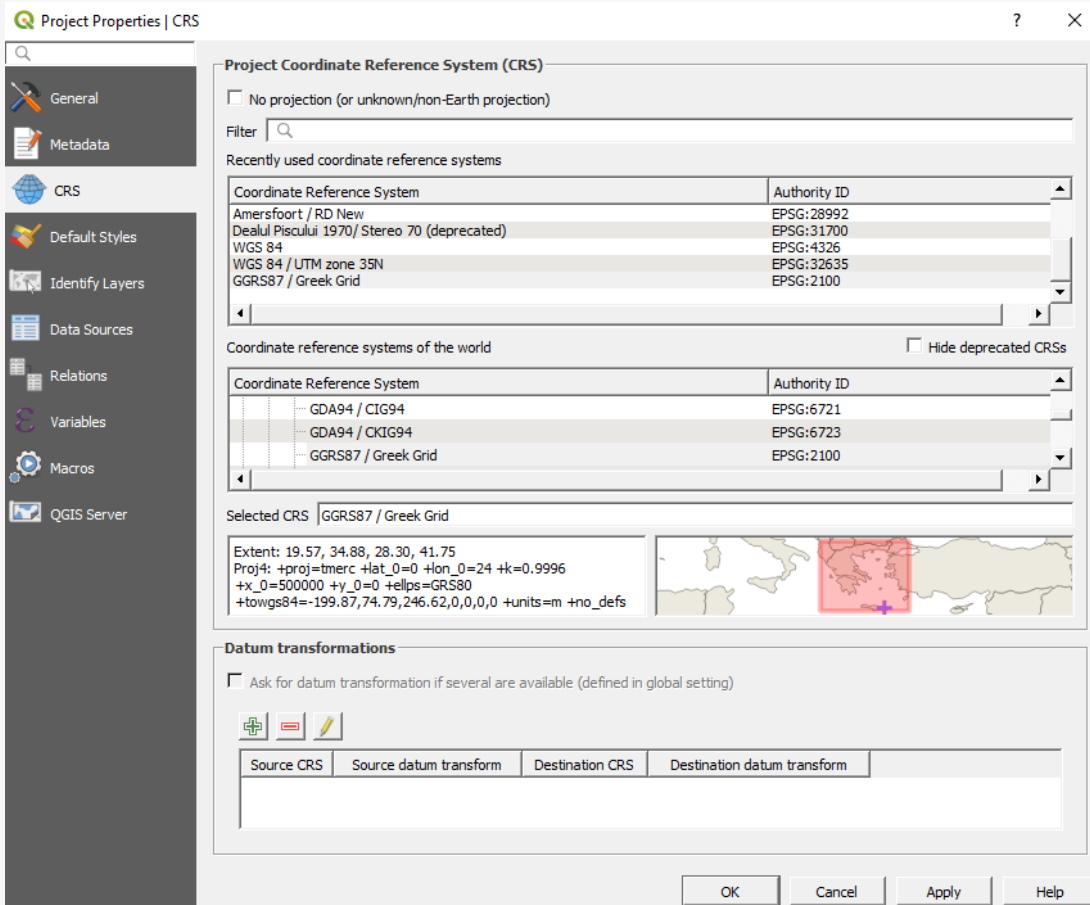 Project Properties | CRS
?
General
Metadata
CRS
Default Styles
Identify Layers
Data Sources
Relations
Variables
Macros
QGIS Server
Project Coordinate Reference System (CRS)
No projection (or unknown/non-Earth projection)
Filter
Recently used coordinate reference systems
Coordinate Reference System Authority ID
Amersfoort / RD New EPSG:28992
Dealul Piscului 1970/ Stereo 70 (deprecated) EPSG:31700
WGS 84 EPSG:4326
WGS 84 / UTM zone 35N EPSG:32635
GGRS87 / Greek Grid EPSG:2100
Coordinate reference systems of the world Hide deprecated CRSs
Coordinate Reference System Authority ID
GDA94 / CIG94 EPSG:6721
GDA94 / CKIG94 EPSG:6723
GGRS87 / Greek Grid EPSG:2100
Selected CRS GGRS87 / Greek Grid
Extent: 19.57, 34.88, 28.30, 41.75
Proj4: +proj=tmerc +lat_0=0 +lon_0=24 +k=0.9996
+x_0=500000 +y_0=0 +ellps=GRS80
+towgs84=-199.87,74.79,246.62,0,0,0,0 +units=m +no_defs
Datum transformations
Ask for datum transformation if several are available (defined in global setting)
Source CRS Source datum transform Destination CRS Destination datum transform
OK Cancel Apply Help